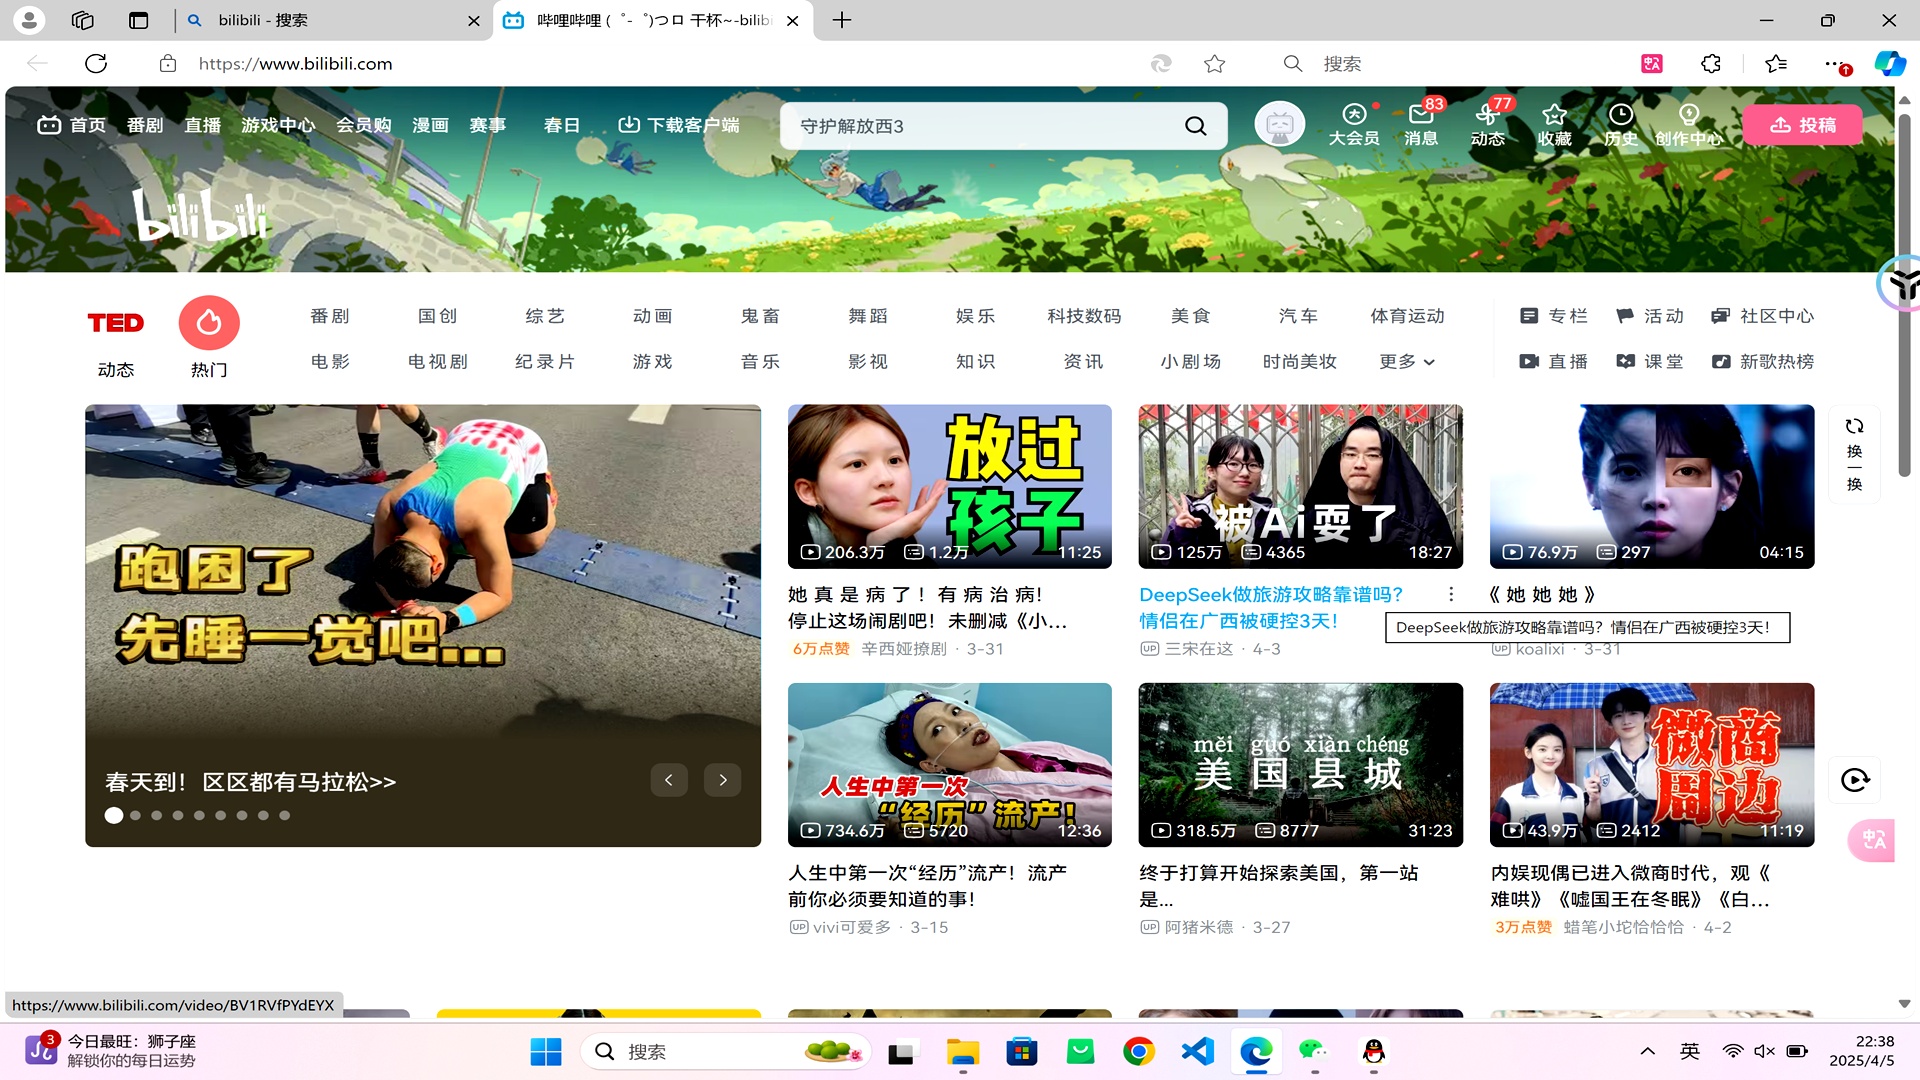 bilibili - 搜索
哔哩哔哩 (゜-゜)つロ 干杯~-bilibi
https://www.bilibili.com
搜索
首页 番剧 直播 游戏中心 会员购 漫画 赛事 春日 下载客户端
守护解放西3
大会员
83
消息
77
动态
收藏
历史
创作中心
投稿
bilibili
TED
动态
热门
番剧 国创 综艺 动画 鬼畜 舞蹈 娱乐 科技数码 美食 汽车 体育运动
电影 电视剧 纪录片 游戏 音乐 影视 知识 资讯 小剧场 时尚美妆 更多
专栏 活动 社区中心
直播 课堂 新歌热榜
跑困了
先睡一觉吧...
春天到！区区都有马拉松>>
放过
孩子
206.3万 1.2万 11:25
她 真 是 病 了 ！有 病 治 病！
停止这场闹剧吧！未删减《小...
6万点赞 辛西娅撩剧 · 3-31
被Ai耍了
125万 4365 18:27
DeepSeek做旅游攻略靠谱吗？
情侣在广西被硬控3天！
UP 三宋在这 · 4-3
DeepSeek做旅游攻略靠谱吗？情侣在广西被硬控3天！
76.9万 297 04:15
《 她 她 她 》
UP koalixi · 3-31
换
一
换
人生中第一次
“经历”流产！
734.6万 5720 12:36
人生中第一次“经历”流产！流产
前你必须要知道的事！
UP vivi可爱多 · 3-15
měi guó xiàn chéng
美 国 县 城
318.5万 8777 31:23
终于打算开始探索美国，第一站
是...
UP 阿猪米德 · 3-27
微商
周边
43.9万 2412 11:19
内娱现偶已进入微商时代，观《
难哄》《嘘国王在冬眠》《白...
3万点赞 蜡笔小坨恰恰恰 · 4-2
https://www.bilibili.com/video/BV1RVfPYdEYX
3
今日最旺：狮子座
解锁你的每日运势
搜索
英
22:38
2025/4/5